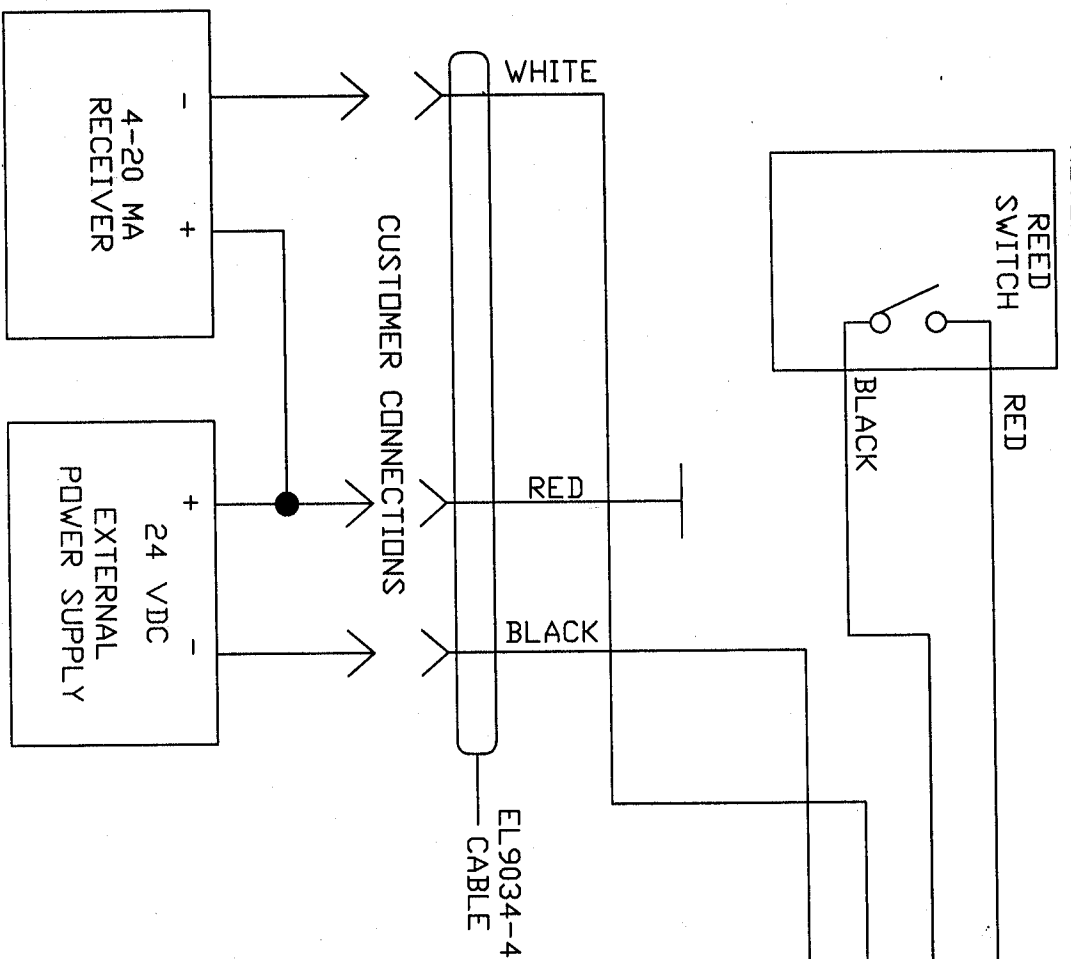 WHITE
RED
BLACK
REED
SWITCH
RED
BLACK
4-20 MA
RECEIVER
-
+
CUSTOMER CONNECTIONS
24 VDC
EXTERNAL
POWER SUPPLY
+
-
EL9034-4
CABLE